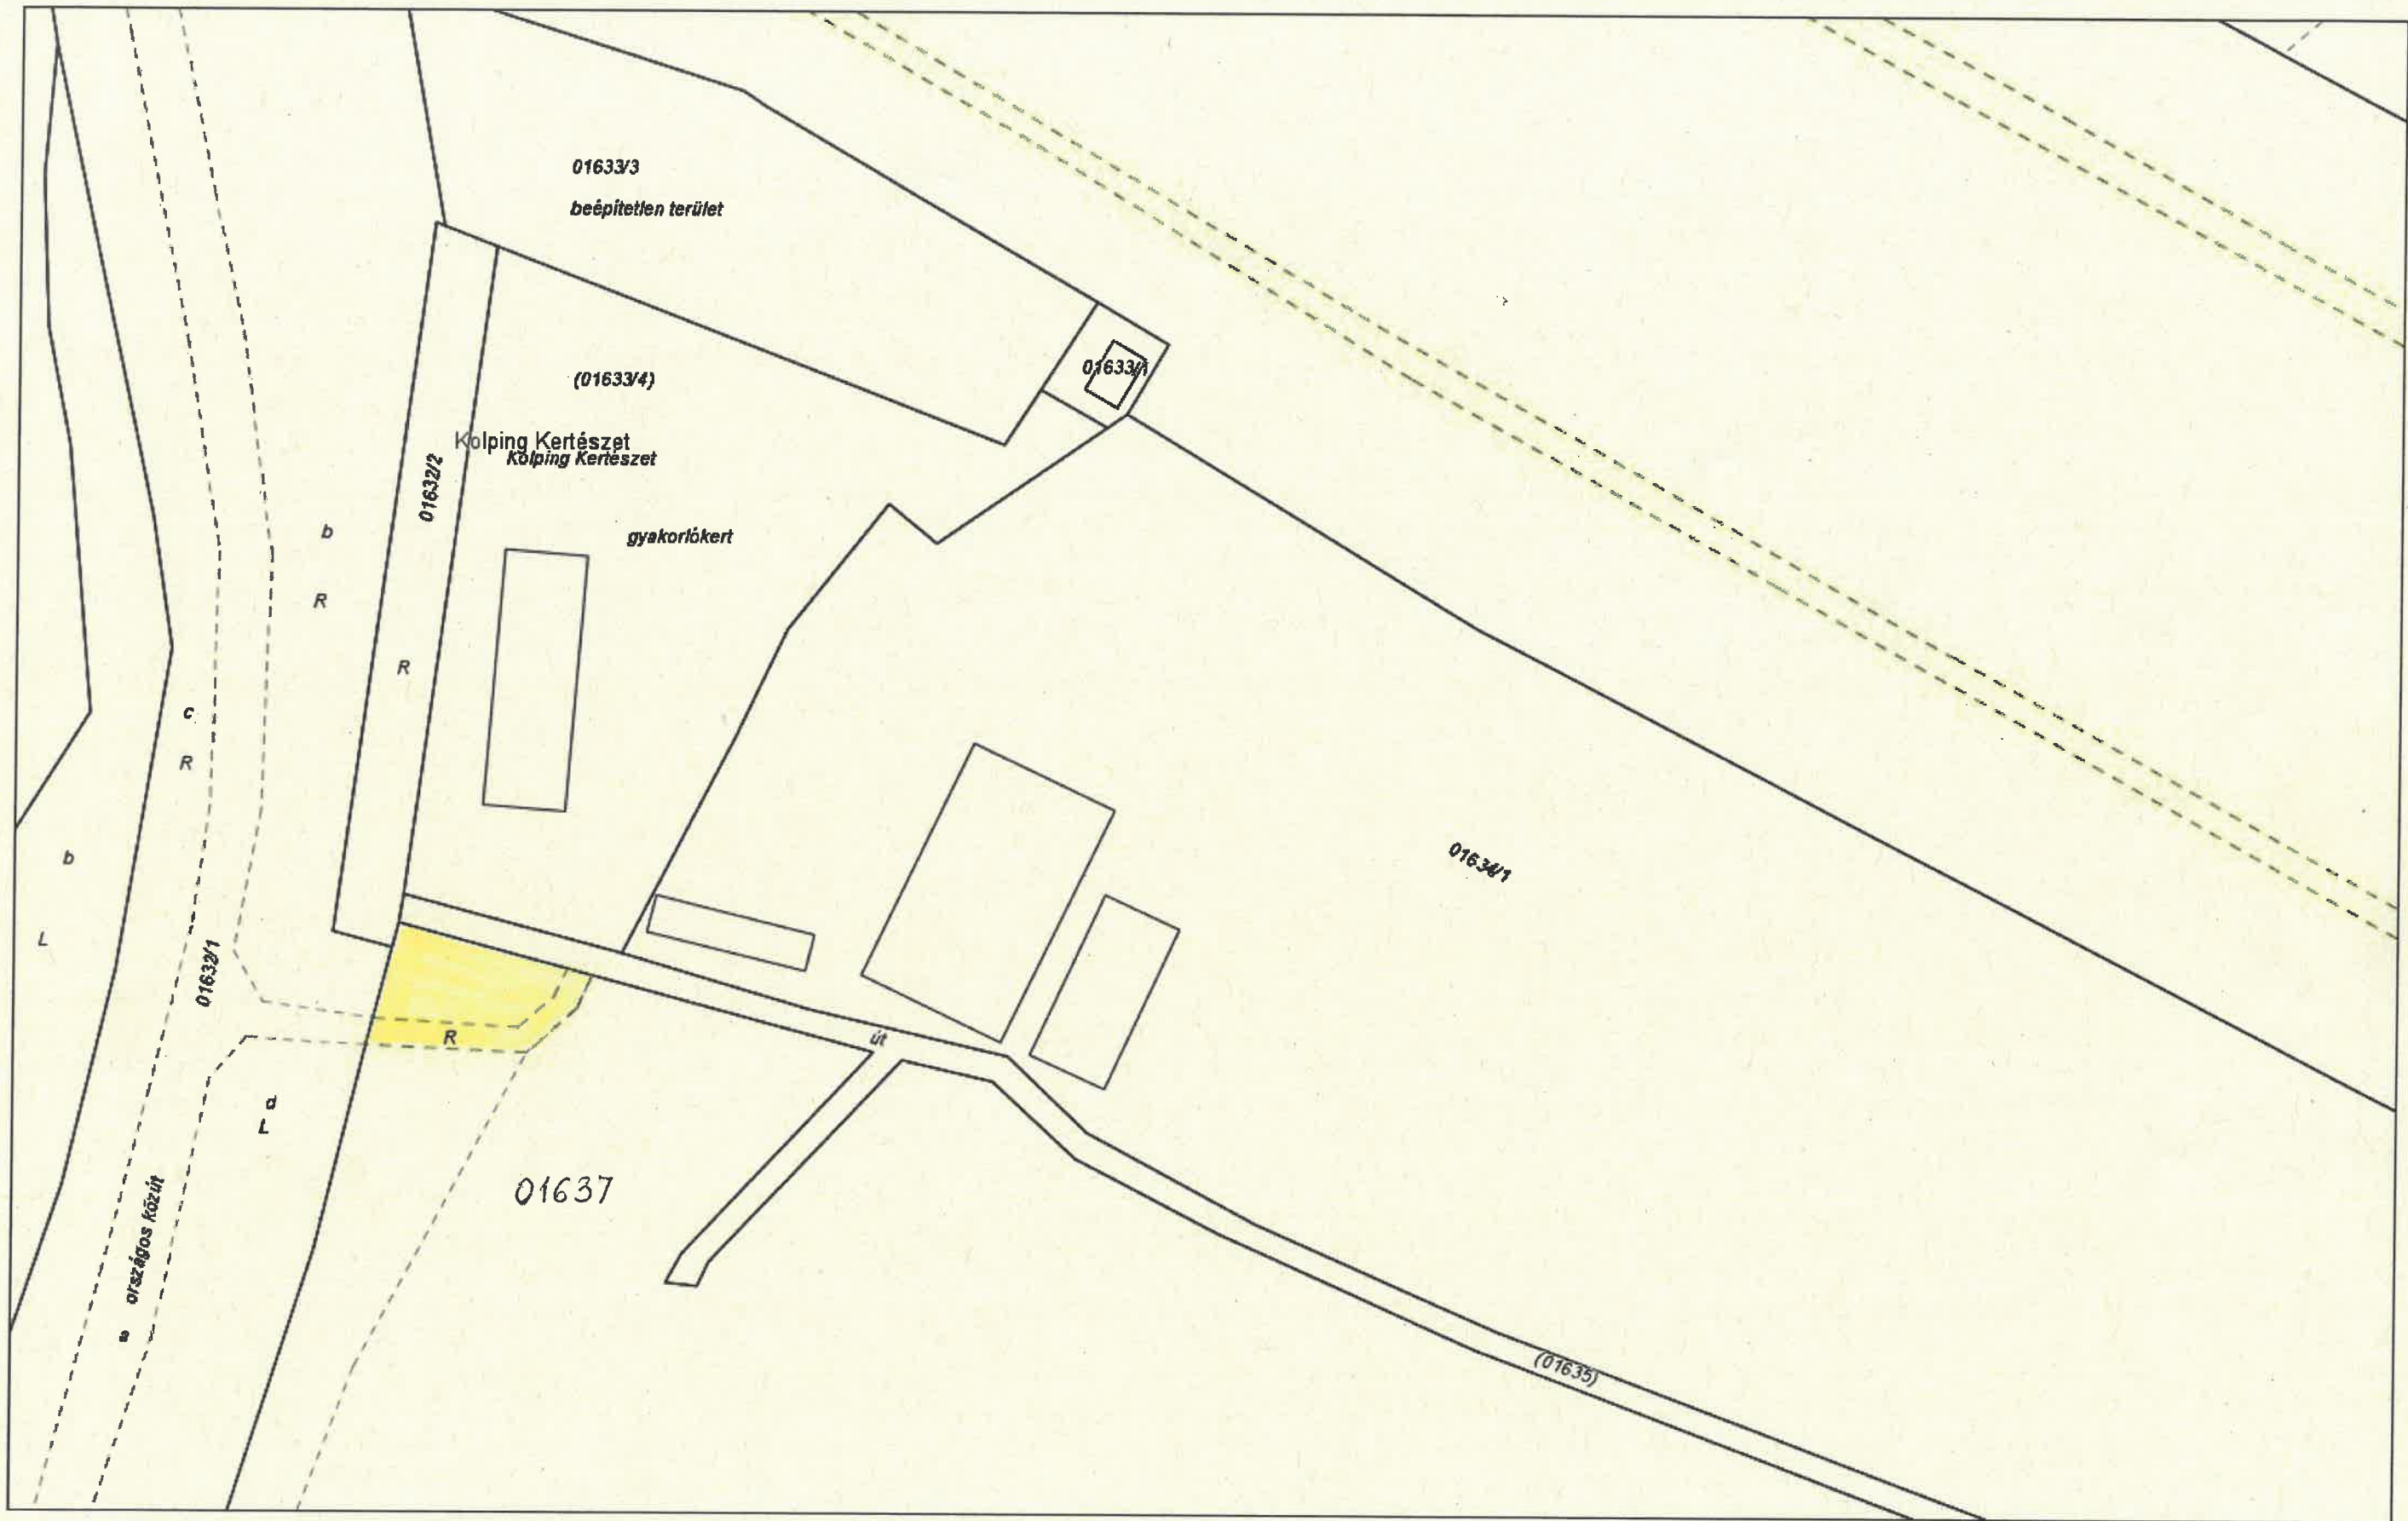 01633/3
beépítetlen terület
01633/1
(01633/4)
Kolping Kertészet
Kolping Kertészet
01632/2
b
gyakorlókert
R
R
c
R
b
01634/1
L
01632/1
R
út
d
L
01637
országos közút
a
(01635)